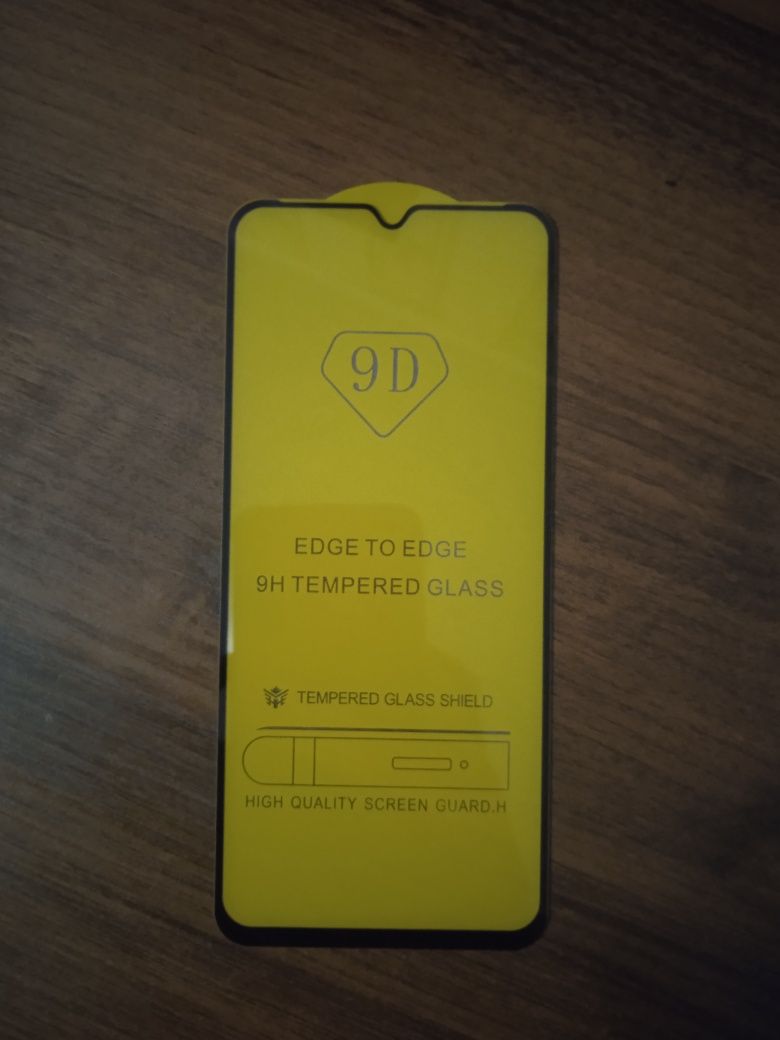 9D
EDGE TO EDGE
9H TEMPERED GLASS
TEMPERED GLASS SHIELD
HIGH QUALITY SCREEN GUARD.H